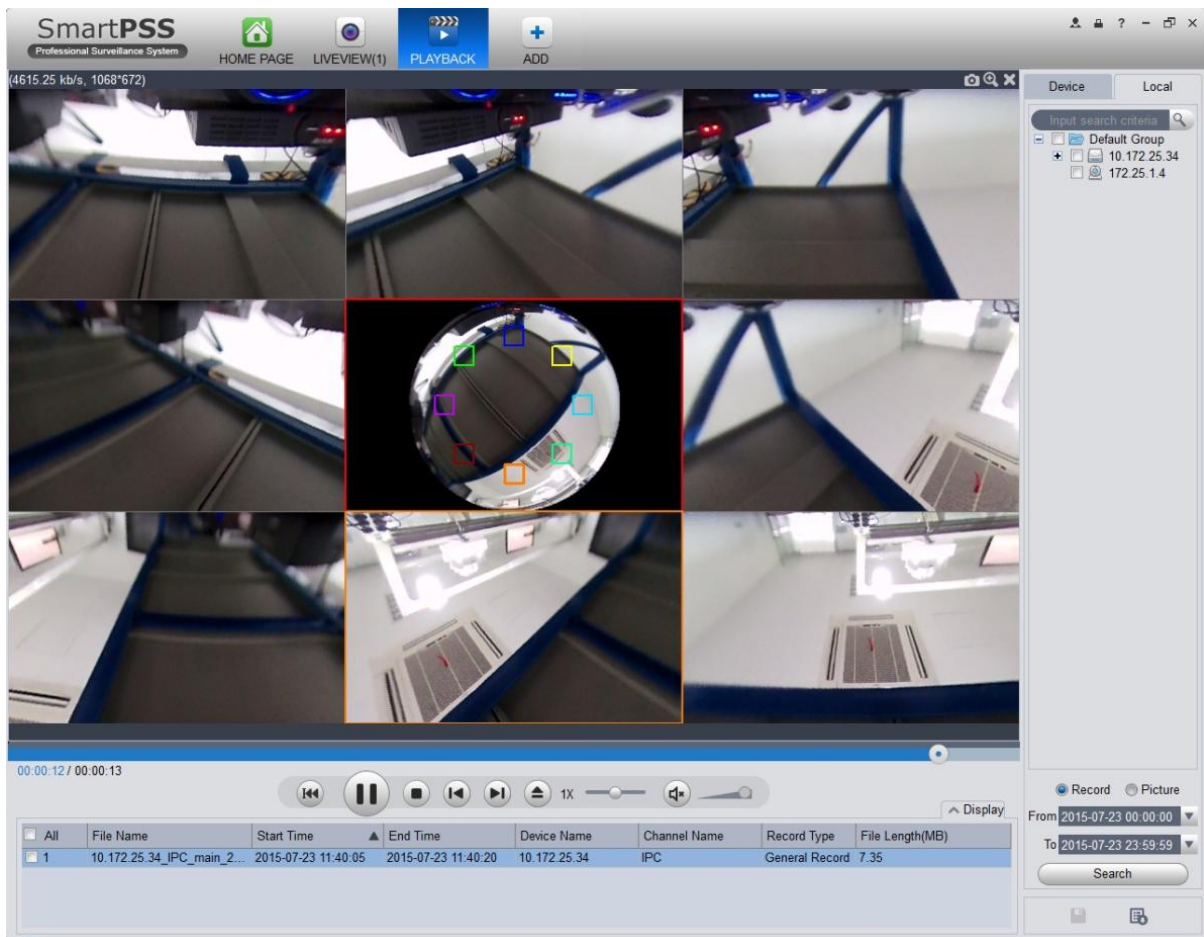 SmartPSS
Professional Surveillance System
HOME PAGE
LIVEVIEW(1)
PLAYBACK
ADD
(4615.25 kb/s, 1068*672)
Device
Local
Input search criteria
Default Group
10.172.25.34
172.25.1.4
00:00:12 / 00:00:13
1X
Display
Record
Picture
From 2015-07-23 00:00:00
To 2015-07-23 23:59:59
Search
All File Name Start Time End Time Device Name Channel Name Record Type File Length(MB)
1 10.172.25.34_IPC_main_2... 2015-07-23 11:40:05 2015-07-23 11:40:20 10.172.25.34 IPC General Record 7.35